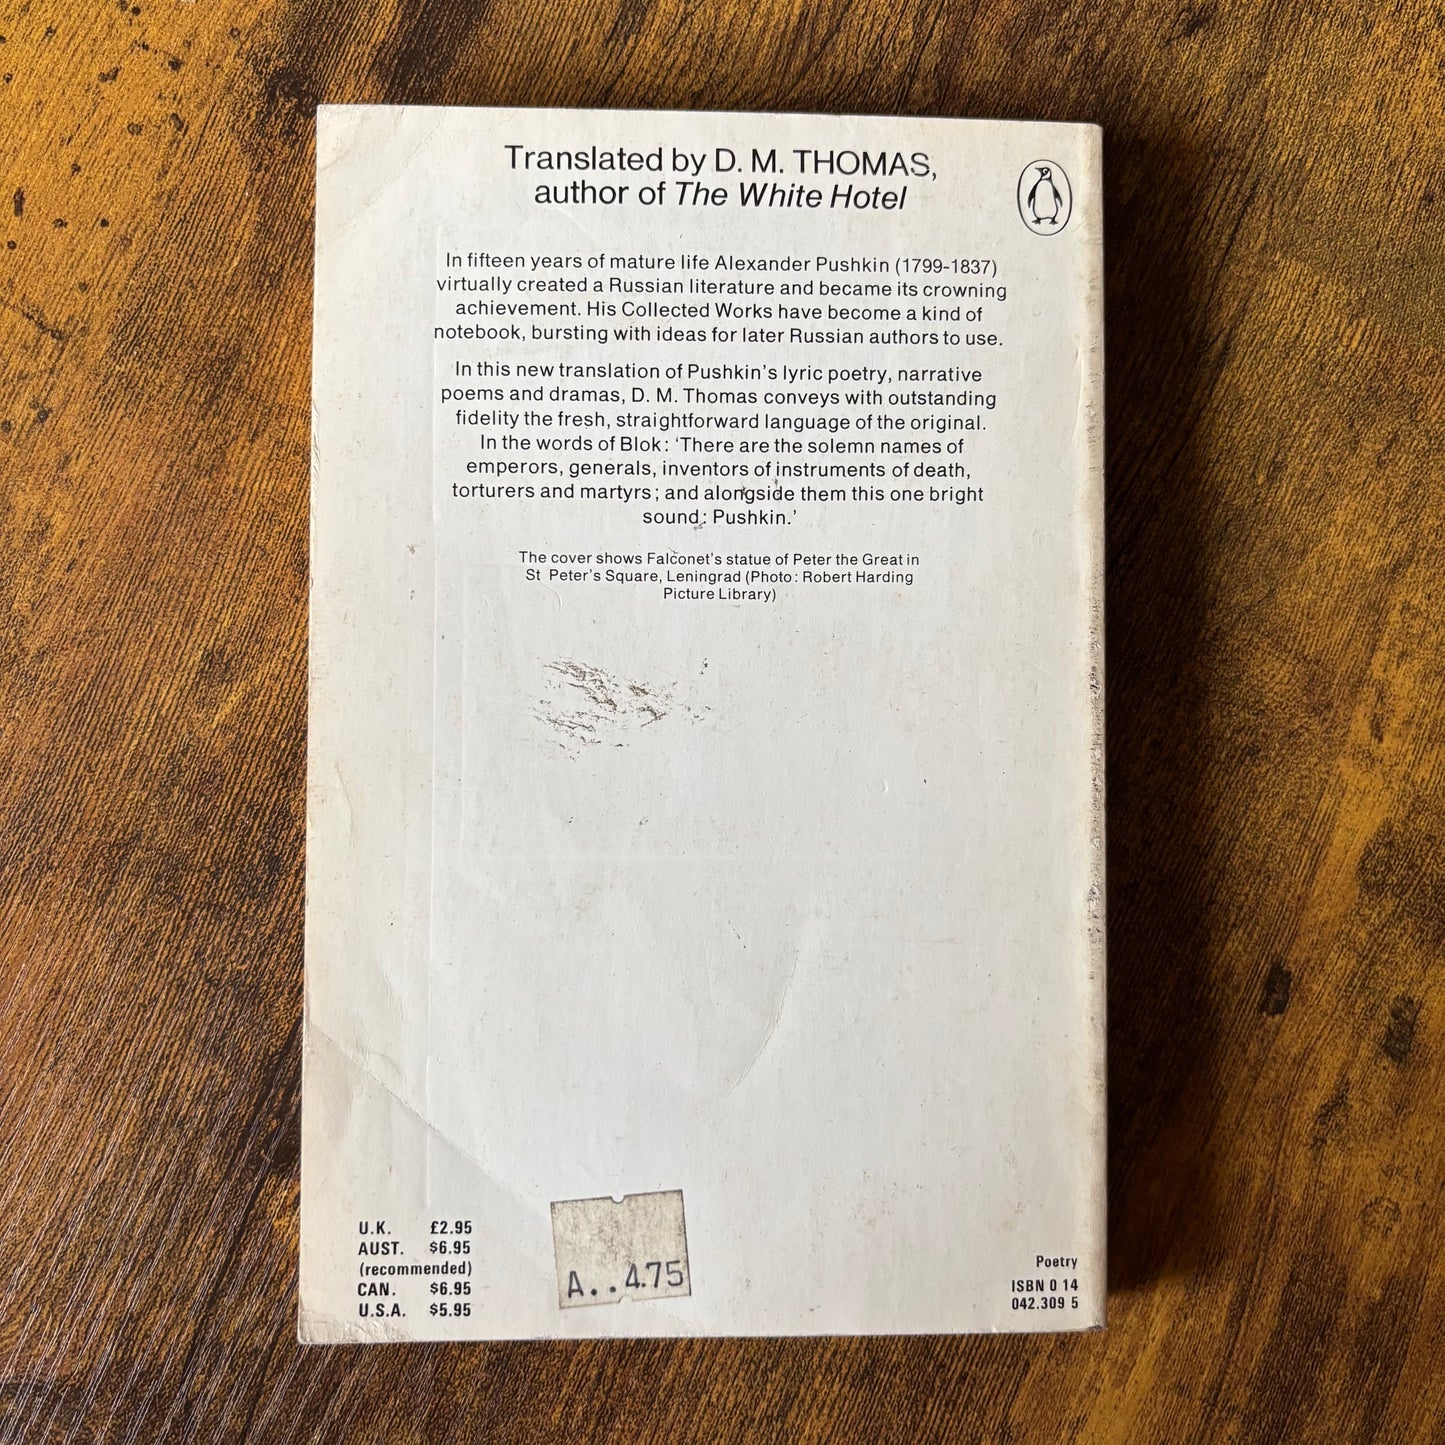 Translated by D. M. THOMAS,
author of The White Hotel
In fifteen years of mature life Alexander Pushkin (1799-1837)
virtually created a Russian literature and became its crowning
achievement. His Collected Works have become a kind of
notebook, bursting with ideas for later Russian authors to use.
In this new translation of Pushkin's lyric poetry, narrative
poems and dramas, D. M. Thomas conveys with outstanding
fidelity the fresh, straightforward language of the original.
In the words of Blok: 'There are the solemn names of
emperors, generals, inventors of instruments of death,
torturers and martyrs; and alongside them this one bright
sound: Pushkin.'
The cover shows Falconet's statue of Peter the Great in
St Peter's Square, Leningrad (Photo: Robert Harding
Picture Library)
U.K. £2.95
AUST. $6.95
(recommended)
CAN. $6.95
U.S.A. $5.95
A..4.75
Poetry
ISBN 0 14
042.309 5